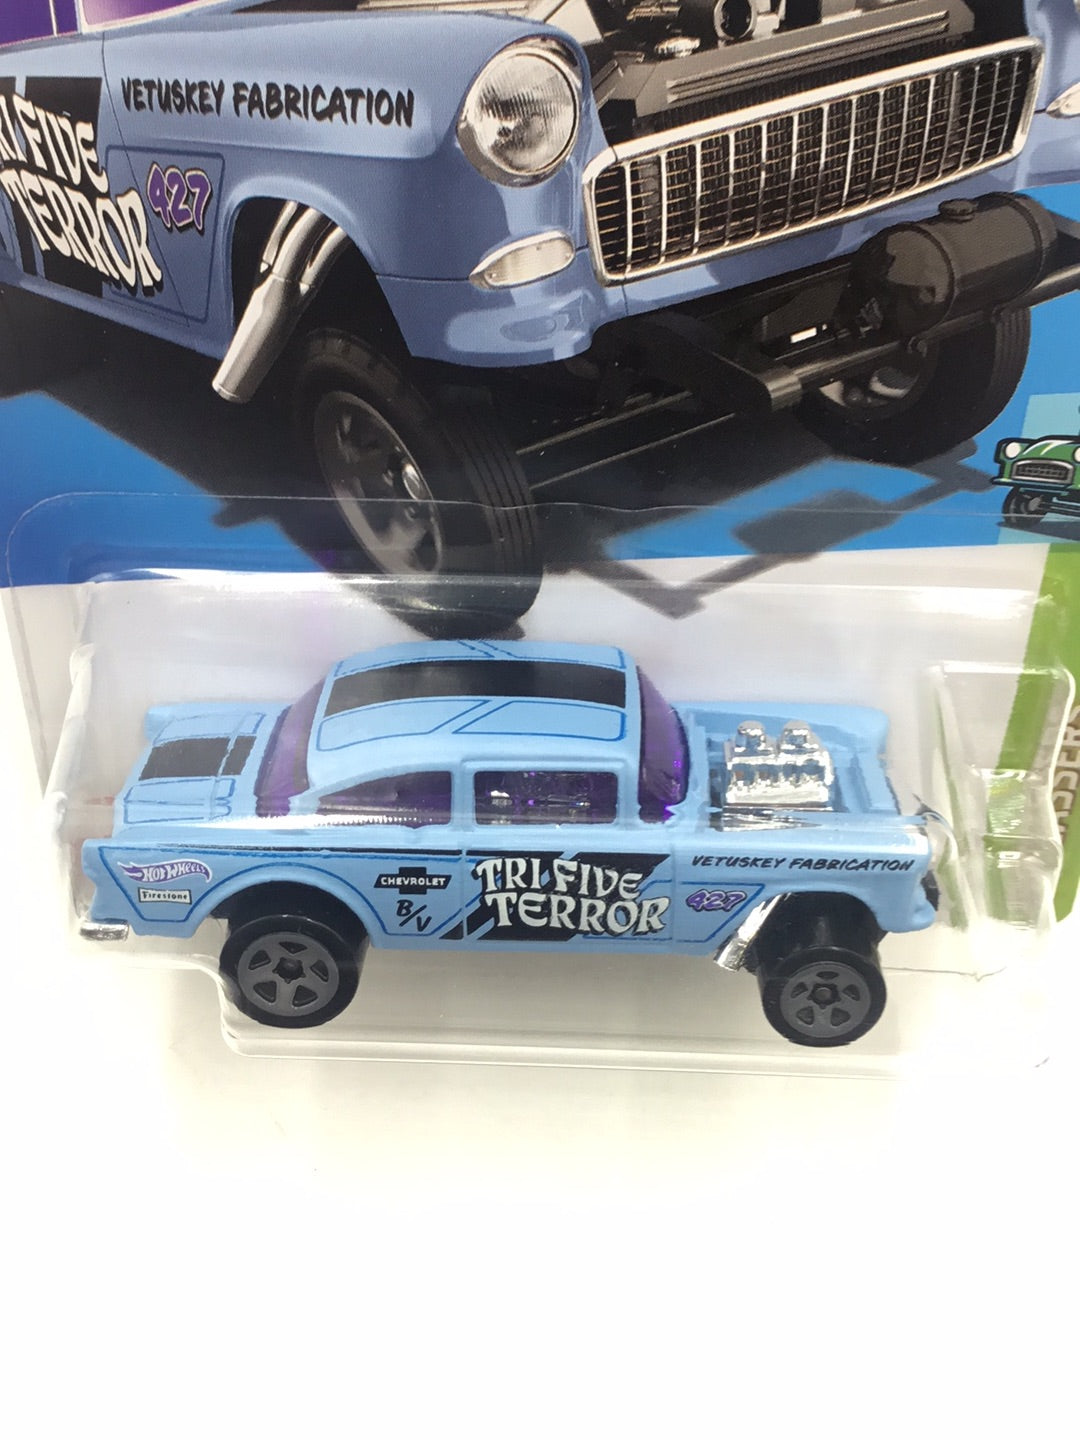 VETUSKEY FABRICATION
TRI FIVE
TERROR
427
HOT WHEELS
Firestone
CHEVROLET
B/V
TRI FIVE
TERROR
427
VETUSKEY FABRICATION